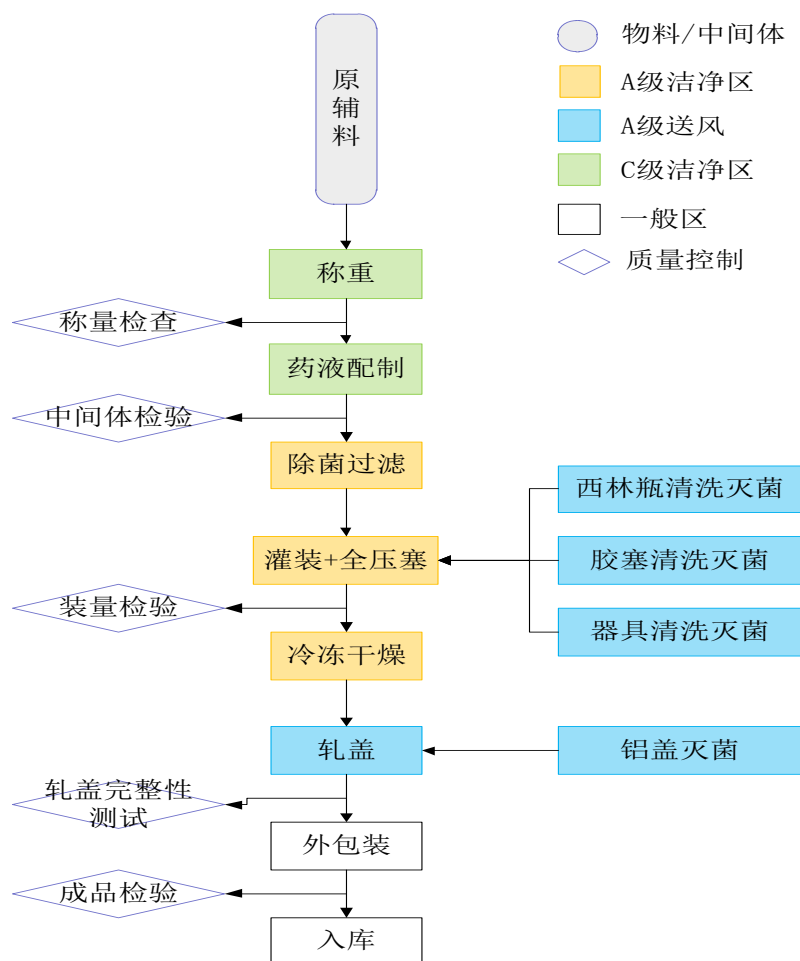 原
辅
料
物料/中间体
A级洁净区
A级送风
C级洁净区
一般区
质量控制
称重
称量检查
药液配制
中间体检验
除菌过滤
西林瓶清洗灭菌
灌装+全压塞
胶塞清洗灭菌
装量检验
器具清洗灭菌
冷冻干燥
轧盖
铝盖灭菌
轧盖完整性
测试
外包装
成品检验
入库